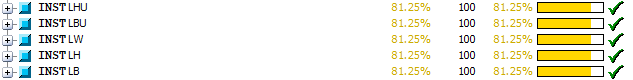 INST LHU 81.25% 100 81.25%
INST LBU 81.25% 100 81.25%
INST LW 81.25% 100 81.25%
INST LH 81.25% 100 81.25%
INST LB 81.25% 100 81.25%